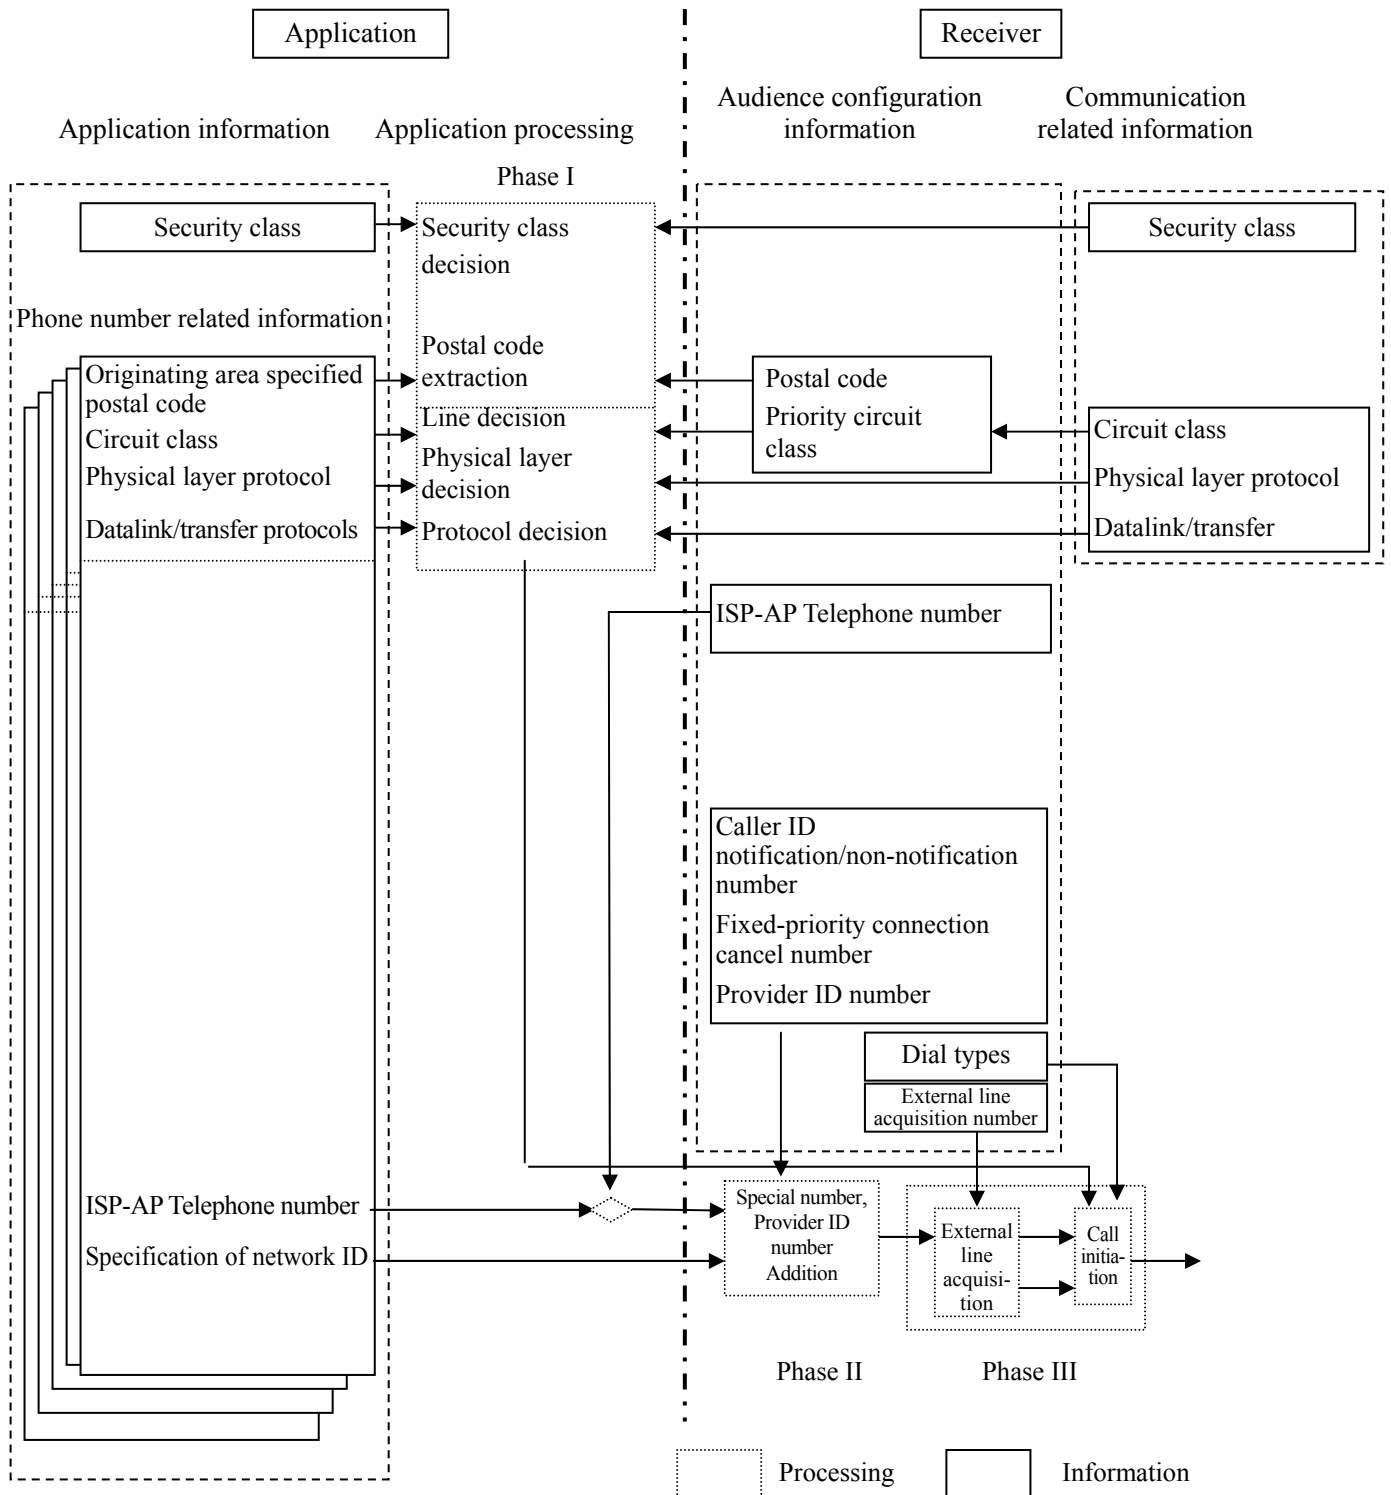 Application
Receiver
Audience configuration
information
Communication
related information
Application information
Application processing
Phase I
Security class
Security class
decision
Security class
Phone number related information
Originating area specified
postal code
Circuit class
Physical layer protocol
Datalink/transfer protocols
Postal code
extraction
Line decision
Physical layer
decision
Protocol decision
Postal code
Priority circuit
class
Circuit class
Physical layer protocol
Datalink/transfer
ISP-AP Telephone number
Caller ID
notification/non-notification
number
Fixed-priority connection
cancel number
Provider ID number
Dial types
External line
acquisition number
ISP-AP Telephone number
Specification of network ID
Special number,
Provider ID
number
Addition
External
line
acquisi-
tion
Call
initia-
tion
Phase II
Phase III
Processing
Information